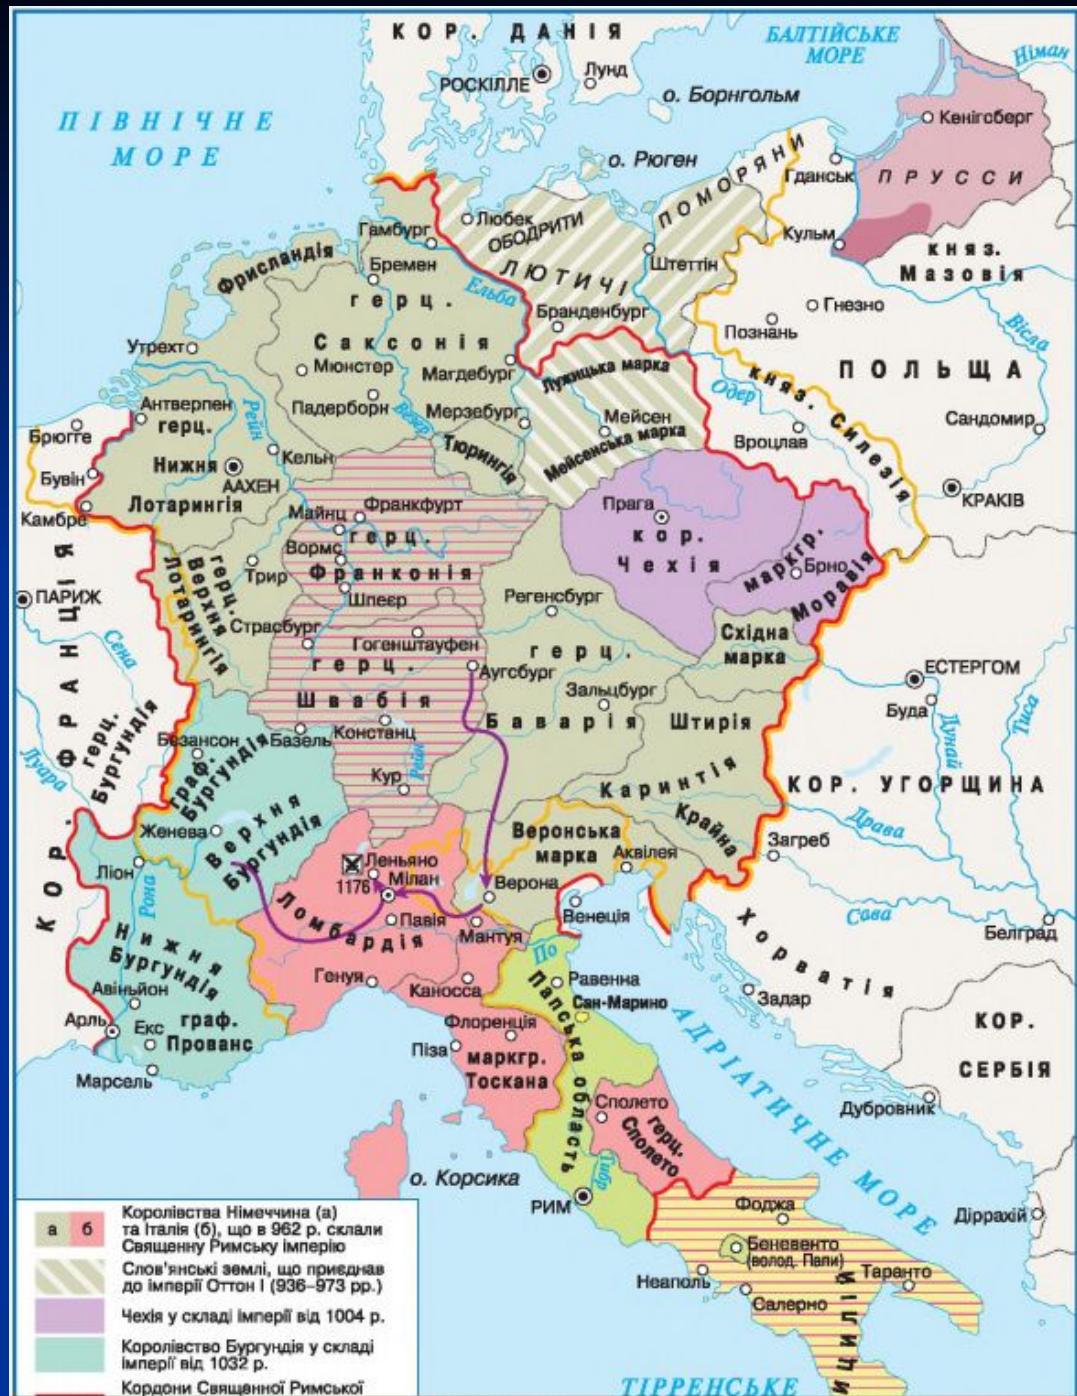 КОР. ДАНІЯ
БАЛТІЙСЬКЕ
МОРЕ
Німан
РОСКІЛЛЕ
Лунд
о. Борнгольм
ПІВНІЧНЕ
МОРЕ
Кенігсберг
о. Рюген
ПОМОРЯНИ
Гданськ
ПРУССИ
Любек
ОБОДРИТИ
Гамбург
Кульм
Штеттін
княз.
Мазовія
Фрисландія
Бремен
ЛЮТИЧІ
Ельба
герц.
Саксонія
Бранденбург
Гнезно
Познань
Вісла
Утрехт
Мюнстер
Магдебург
Лужицька марка
ПОЛЬЩА
Одер
княз. Силезія
Антверпен
герц.
Рейн
Падерборн
Везер
Мерзебург
Мейсен
Сандомир
Брюгге
Тюрингія
Мейсенська марка
Вроцлав
Кельн
Нижня
Лотарингія
ААХЕН
Бувін
Камбре
КРАКІВ
Франкфурт
Майнц
герц.
Франконія
Прага
кор.
Чехія
маркгр.
Моравія
Брно
Вормс
герц.
Верхня
Лотарингія
Трир
Шпеєр
ПАРИЖ
КОР. ФРАНЦІЯ
Сена
Регенсбург
Страсбург
Гогенштауфен
Східна
марка
герц.
Швабія
герц.
Баварія
Аугсбург
ЕСТЕРГОМ
Зальцбург
Буда
Дунай
Тиса
Штирія
герц.
Бургундія
Луара
Безансон
граф.
Бургундія
Базель
Констанц
Рейн
Кур
КОР. УГОРЩИНА
Каринтія
Крайна
Драва
Верхня
Бургундія
Женева
Веронська
марка
Загреб
Аквілея
Ліон
Рона
Леньяно
1176
Мілан
Верона
Венеція
Ломбардія
Павія
Мантуя
Сава
Белград
Хорватія
Нижня
Бургундія
По
Равенна
Генуя
Каносса
Авіньйон
Сан-Марино
Задар
Арль
Екс
граф.
Прованс
Флоренція
Піза
маркгр.
Тоскана
Папська область
АДРІАТИЧНЕ МОРЕ
КОР.
СЕРБІЯ
Марсель
Сполето
герц.
Сполето
Дубровник
Тибр
о. Корсика
РИМ
Фоджа
Діррахій
Беневенто
(волод. Папи)
Неаполь
Таранто
Салерно
ТІРРЕНСЬКЕ
а б
Королівства Німеччина (а)
та Італія (б), що в 962 р. склали
Священну Римську імперію
Слов'янські землі, що приєднав
до імперії Оттон І (936–973 рр.)
Чехія у складі імперії від 1004 р.
Королівство Бургундія у складі
імперії від 1032 р.
Кордони Священної Римської